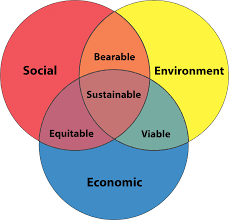 Bearable
Social
Environment
Sustainable
Equitable
Viable
Economic